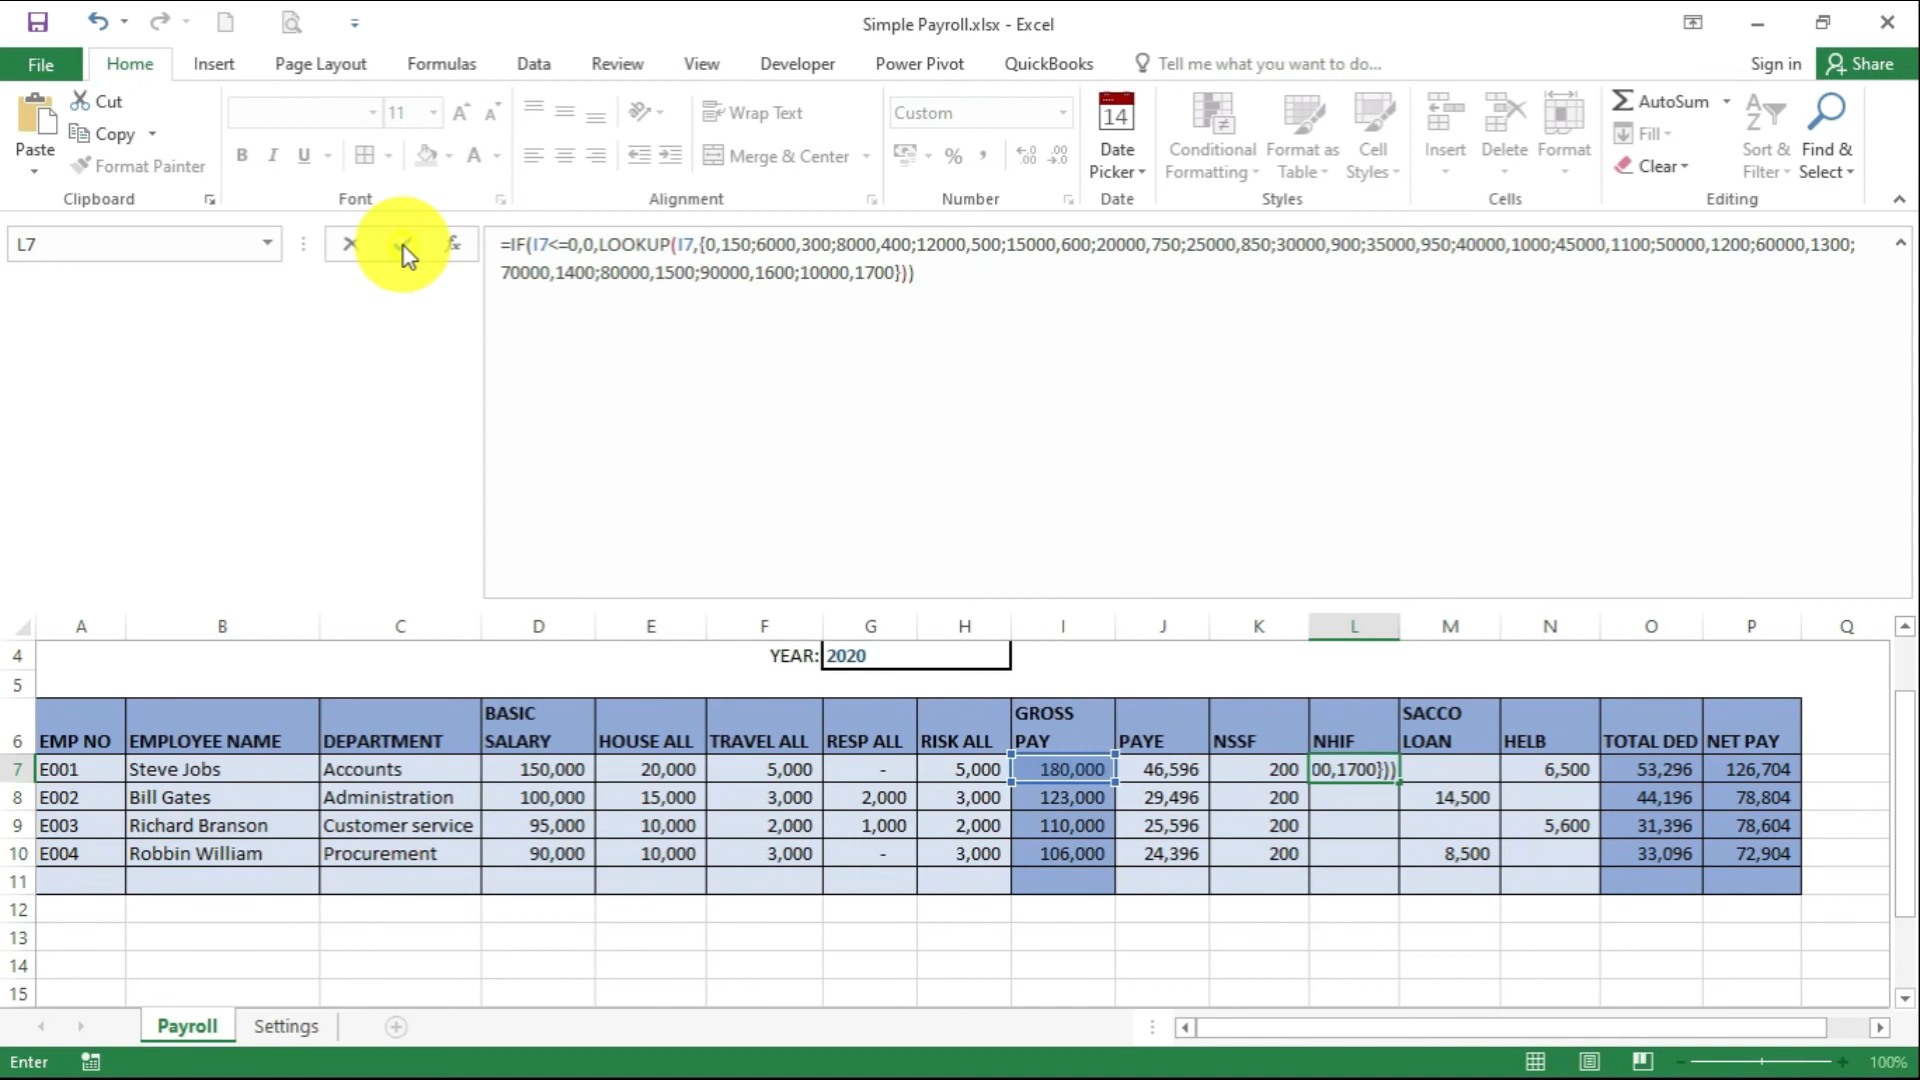 Simple Payroll.xlsx - Excel
File Home Insert Page Layout Formulas Data Review View Developer Power Pivot QuickBooks Tell me what you want to do... Sign in Share
Cut
Copy
Paste
Format Painter
Clipboard
11 A A
B I U A
Font
Wrap Text
Merge & Center
Alignment
Custom
% ,
Number
14
Date Picker
Date
Conditional Formatting
Format as Table
Cell Styles
Styles
Insert Delete Format
Cells
AutoSum
Fill
Clear
Sort & Filter
Find & Select
Editing
L7
fx
=IF(I7<=0,0,LOOKUP(I7,{0,150;6000,300;8000,400;12000,500;15000,600;20000,750;25000,850;30000,900;35000,950;40000,1000;45000,1100;50000,1200;60000,1300;
70000,1400;80000,1500;90000,1600;10000,1700}))
A B C D E F G H I J K L M N O P Q
4 YEAR: 2020
5
6 EMP NO EMPLOYEE NAME DEPARTMENT BASIC SALARY HOUSE ALL TRAVEL ALL RESP ALL RISK ALL GROSS PAY PAYE NSSF NHIF SACCO LOAN HELB TOTAL DED NET PAY
7 E001 Steve Jobs Accounts 150,000 20,000 5,000 - 5,000 180,000 46,596 200 00,1700})) 6,500 53,296 126,704
8 E002 Bill Gates Administration 100,000 15,000 3,000 2,000 3,000 123,000 29,496 200 14,500 44,196 78,804
9 E003 Richard Branson Customer service 95,000 10,000 2,000 1,000 2,000 110,000 25,596 200 5,600 31,396 78,604
10 E004 Robbin William Procurement 90,000 10,000 3,000 - 3,000 106,000 24,396 200 8,500 33,096 72,904
11
12
13
14
15
Payroll Settings
Enter 100%